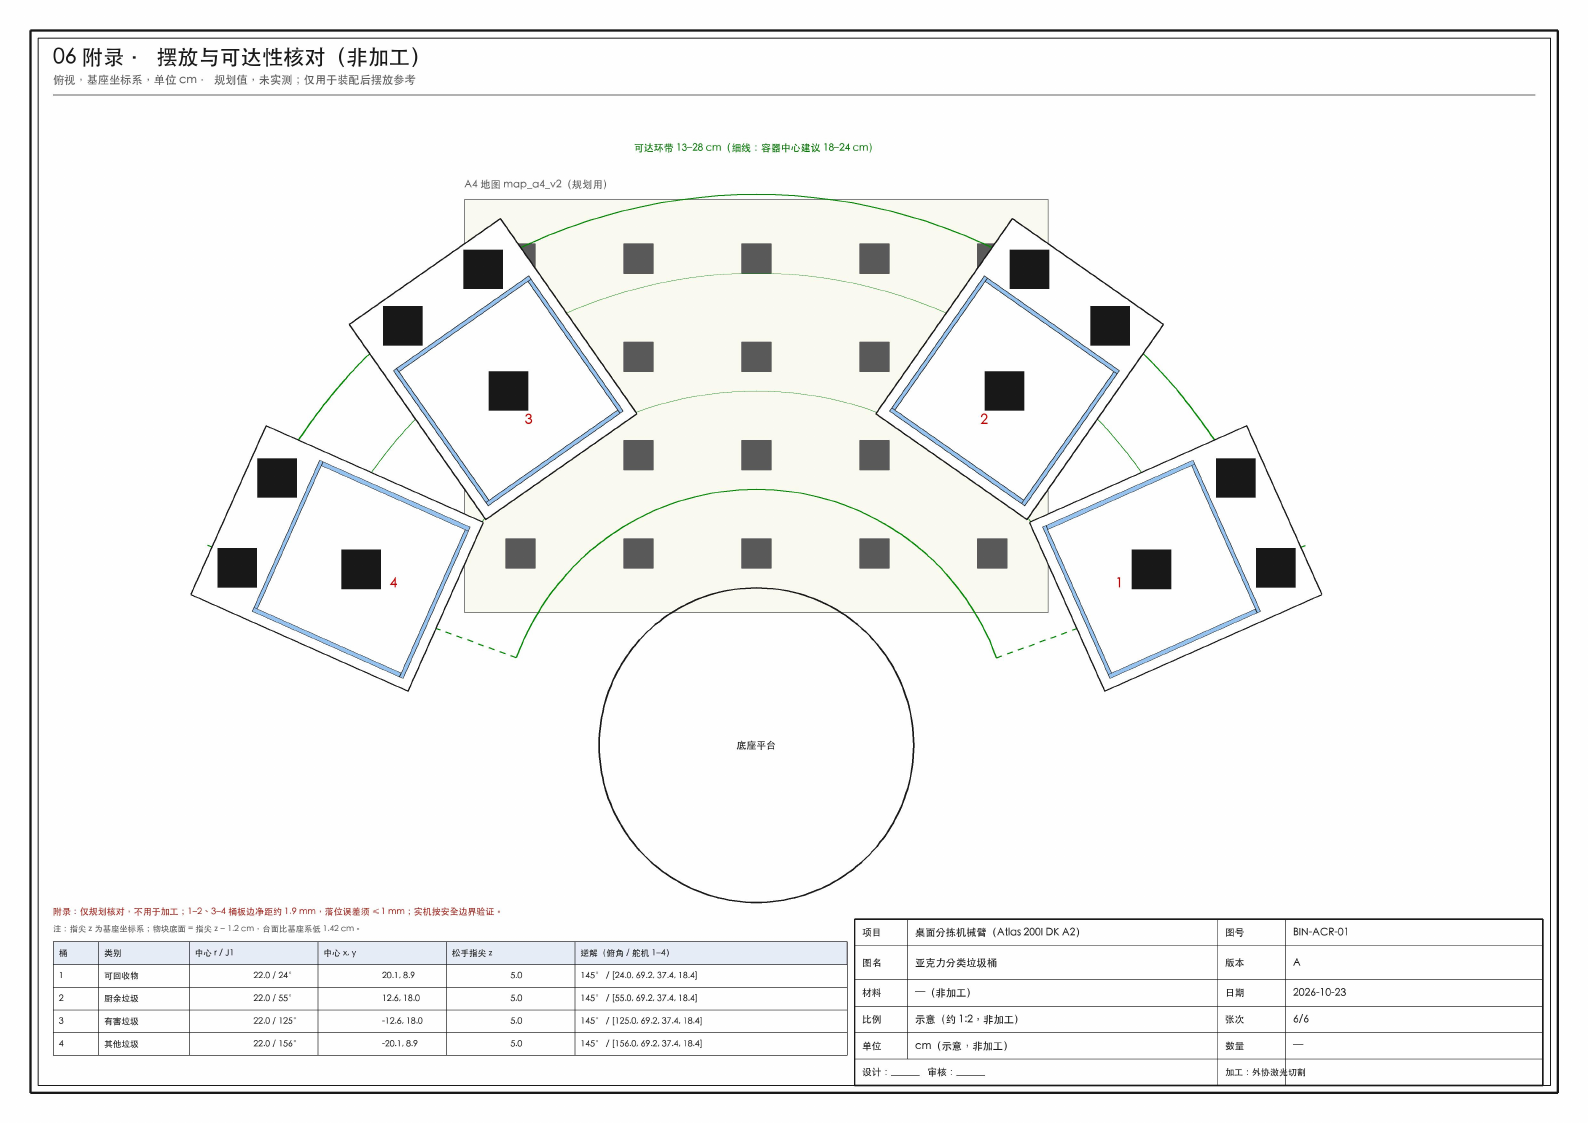 06 附录 · 摆放与可达性核对（非加工）
俯视，基座坐标系，单位 cm · 规划值，未实测；仅用于装配后摆放参考
可达环带 13–28 cm（细线：容器中心建议 18–24 cm）
A4 地图 map_a4_v2（规划用）
3
2
4
1
底座平台
附录：仅规划核对，不用于加工；1–2、3–4 桶板边净距约 1.9 mm，落位误差须 ≤1 mm；实机按安全边界验证。
注：指尖 z 为基座坐标系；物块底面 = 指尖 z − 1.2 cm，台面比基座系低 1.42 cm。
桶 类别 中心 r / J1 中心 x, y 松手指尖 z 逆解（俯角 / 舵机 1–4）
1 可回收物 22.0 / 24° 20.1, 8.9 5.0 145° / [24.0, 69.2, 37.4, 18.4]
2 厨余垃圾 22.0 / 55° 12.6, 18.0 5.0 145° / [55.0, 69.2, 37.4, 18.4]
3 有害垃圾 22.0 / 125° -12.6, 18.0 5.0 145° / [125.0, 69.2, 37.4, 18.4]
4 其他垃圾 22.0 / 156° -20.1, 8.9 5.0 145° / [156.0, 69.2, 37.4, 18.4]
项目 桌面分拣机械臂（Atlas 200I DK A2） 图号 BIN-ACR-01
图名 亚克力分类垃圾桶 版本 A
材料 —（非加工） 日期 2026-10-23
比例 示意（约 1:2，非加工） 张次 6/6
单位 cm（示意，非加工） 数量 —
设计：______ 审核：______ 加工：外协激光切割